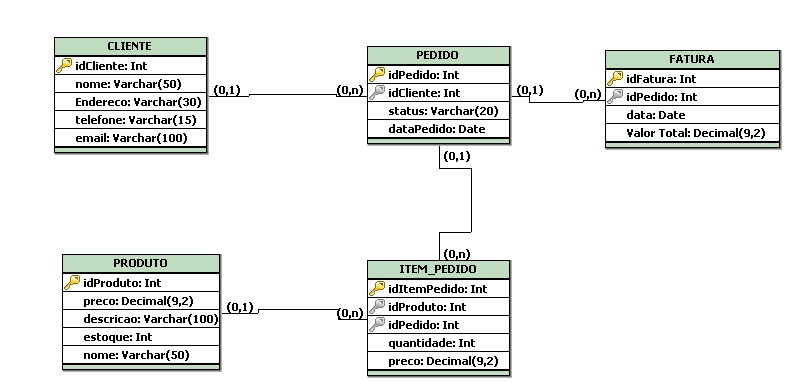 CLIENTE
idCliente: Int
nome: Varchar(50)
Endereco: Varchar(30)
telefone: Varchar(15)
email: Varchar(100)
(0,1)
(0,n)
PEDIDO
idPedido: Int
idCliente: Int
status: Varchar(20)
dataPedido: Date
(0,1)
(0,n)
FATURA
idFatura: Int
idPedido: Int
data: Date
Valor Total: Decimal(9,2)
(0,1)
(0,n)
PRODUTO
idProduto: Int
preco: Decimal(9,2)
descricao: Varchar(100)
estoque: Int
nome: Varchar(50)
(0,1)
(0,n)
ITEM_PEDIDO
idItemPedido: Int
idProduto: Int
idPedido: Int
quantidade: Int
preco: Decimal(9,2)